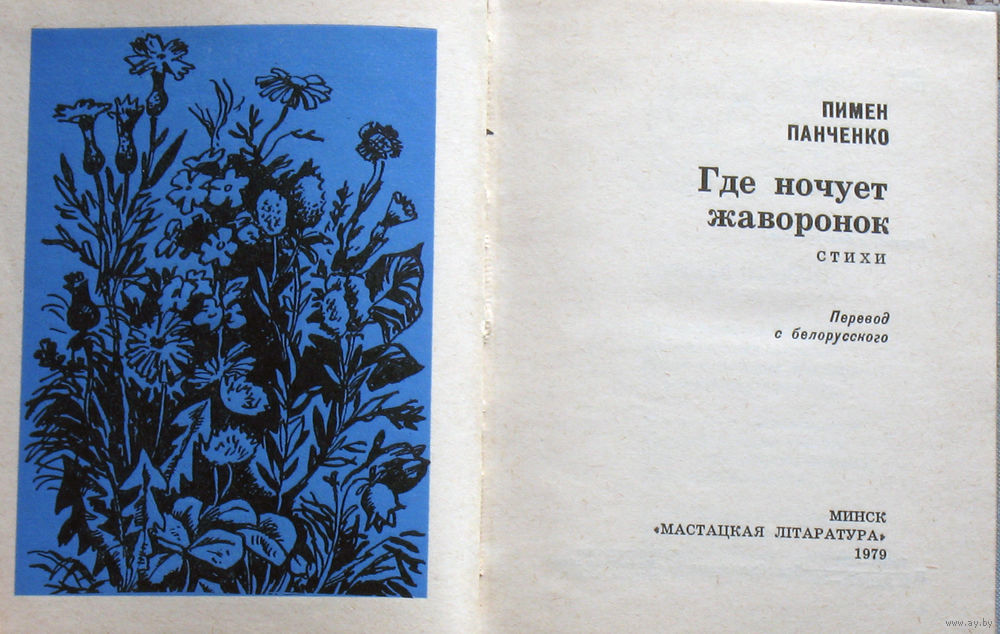 ПИМЕН
ПАНЧЕНКО
Где ночует
жаворонок
СТИХИ
Перевод
с белорусского
МИНСК
«МАСТАЦКАЯ ЛІТАРАТУРА»
1979
www.ay.by